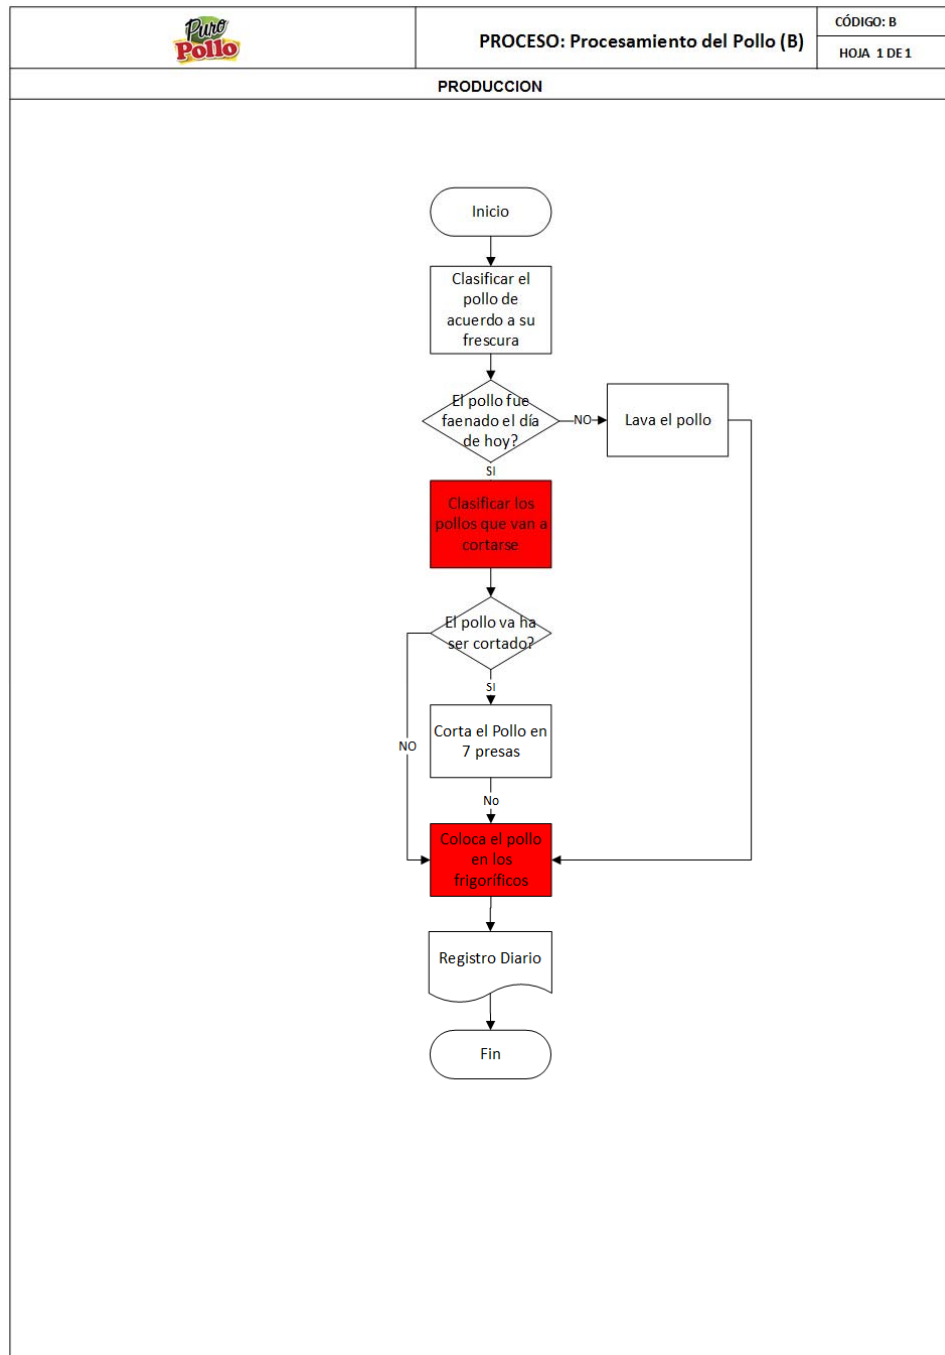 Puro
Pollo
PROCESO: Procesamiento del Pollo (B)
CÓDIGO: B
HOJA 1 DE 1
PRODUCCION
Inicio
Clasificar el
pollo de
acuerdo a su
frescura
El pollo fue
faenado el día
de hoy?
NO
Lava el pollo
SI
Clasificar los
pollos que van a
cortarse
El pollo va ha
ser cortado?
SI
Corta el Pollo en
7 presas
NO
No
Coloca el pollo
en los
frigoríficos
Registro Diario
Fin